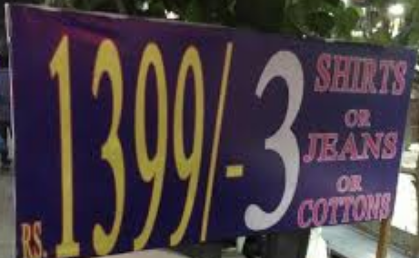 RS. 1399/- 3
SHIRTS
OR
JEANS
OR
COTTONS